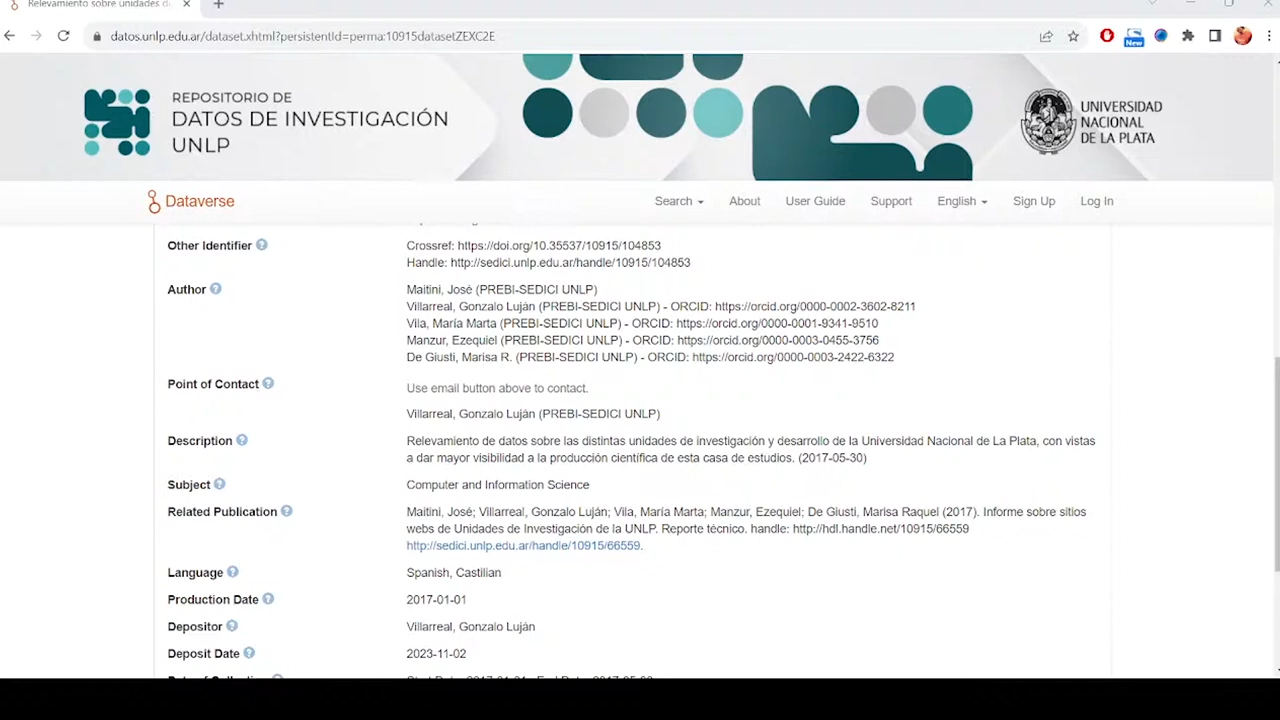 Relevamiento sobre unidades d
datos.unlp.edu.ar/dataset.xhtml?persistentId=perma:10915datasetZEXC2E
New
REPOSITORIO DE
DATOS DE INVESTIGACIÓN
UNLP
UNIVERSIDAD
NACIONAL
DE LA PLATA
Dataverse
Search
About
User Guide
Support
English
Sign Up
Log In
Other Identifier
Crossref: https://doi.org/10.35537/10915/104853
Handle: http://sedici.unlp.edu.ar/handle/10915/104853
Author
Maitini, José (PREBI-SEDICI UNLP)
Villarreal, Gonzalo Luján (PREBI-SEDICI UNLP) - ORCID: https://orcid.org/0000-0002-3602-8211
Vila, María Marta (PREBI-SEDICI UNLP) - ORCID: https://orcid.org/0000-0001-9341-9510
Manzur, Ezequiel (PREBI-SEDICI UNLP) - ORCID: https://orcid.org/0000-0003-0455-3756
De Giusti, Marisa R. (PREBI-SEDICI UNLP) - ORCID: https://orcid.org/0000-0003-2422-6322
Point of Contact
Use email button above to contact.
Villarreal, Gonzalo Luján (PREBI-SEDICI UNLP)
Description
Relevamiento de datos sobre las distintas unidades de investigación y desarrollo de la Universidad Nacional de La Plata, con vistas
a dar mayor visibilidad a la producción científica de esta casa de estudios. (2017-05-30)
Subject
Computer and Information Science
Related Publication
Maitini, José; Villarreal, Gonzalo Luján; Vila, María Marta; Manzur, Ezequiel; De Giusti, Marisa Raquel (2017). Informe sobre sitios
webs de Unidades de Investigación de la UNLP. Reporte técnico. handle: http://hdl.handle.net/10915/66559
http://sedici.unlp.edu.ar/handle/10915/66559.
Language
Spanish, Castilian
Production Date
2017-01-01
Depositor
Villarreal, Gonzalo Luján
Deposit Date
2023-11-02